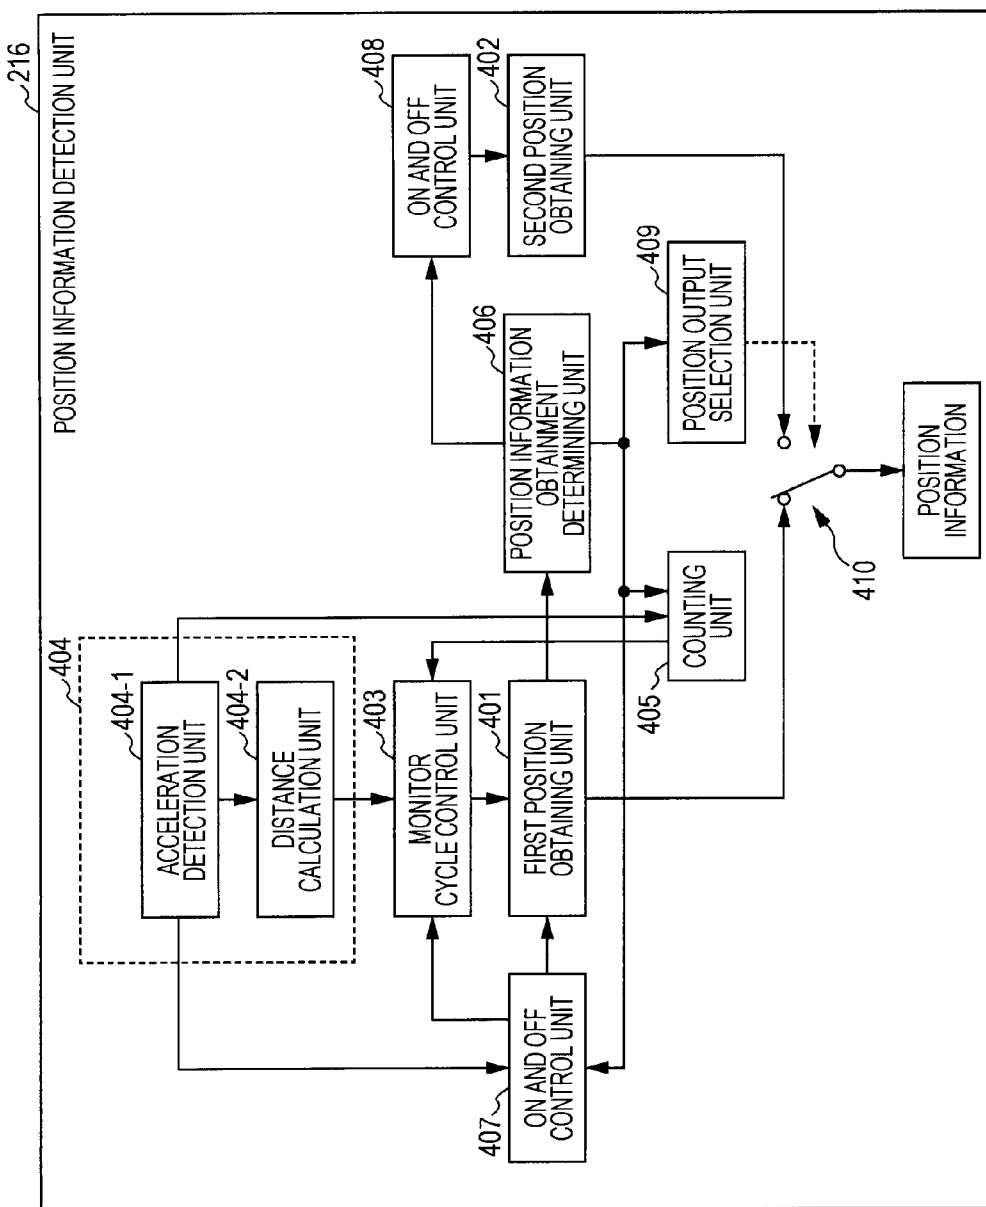 216
POSITION INFORMATION DETECTION UNIT
404
404-1
ACCELERATION
DETECTION UNIT
404-2
DISTANCE
CALCULATION UNIT
408
ON AND OFF
CONTROL UNIT
403
MONITOR
CYCLE CONTROL UNIT
406
POSITION INFORMATION
OBTAINMENT
DETERMINING UNIT
402
SECOND POSITION
OBTAINING UNIT
407
ON AND OFF
CONTROL UNIT
401
FIRST POSITION
OBTAINING UNIT
405
COUNTING
UNIT
409
POSITION OUTPUT
SELECTION UNIT
410
POSITION
INFORMATION